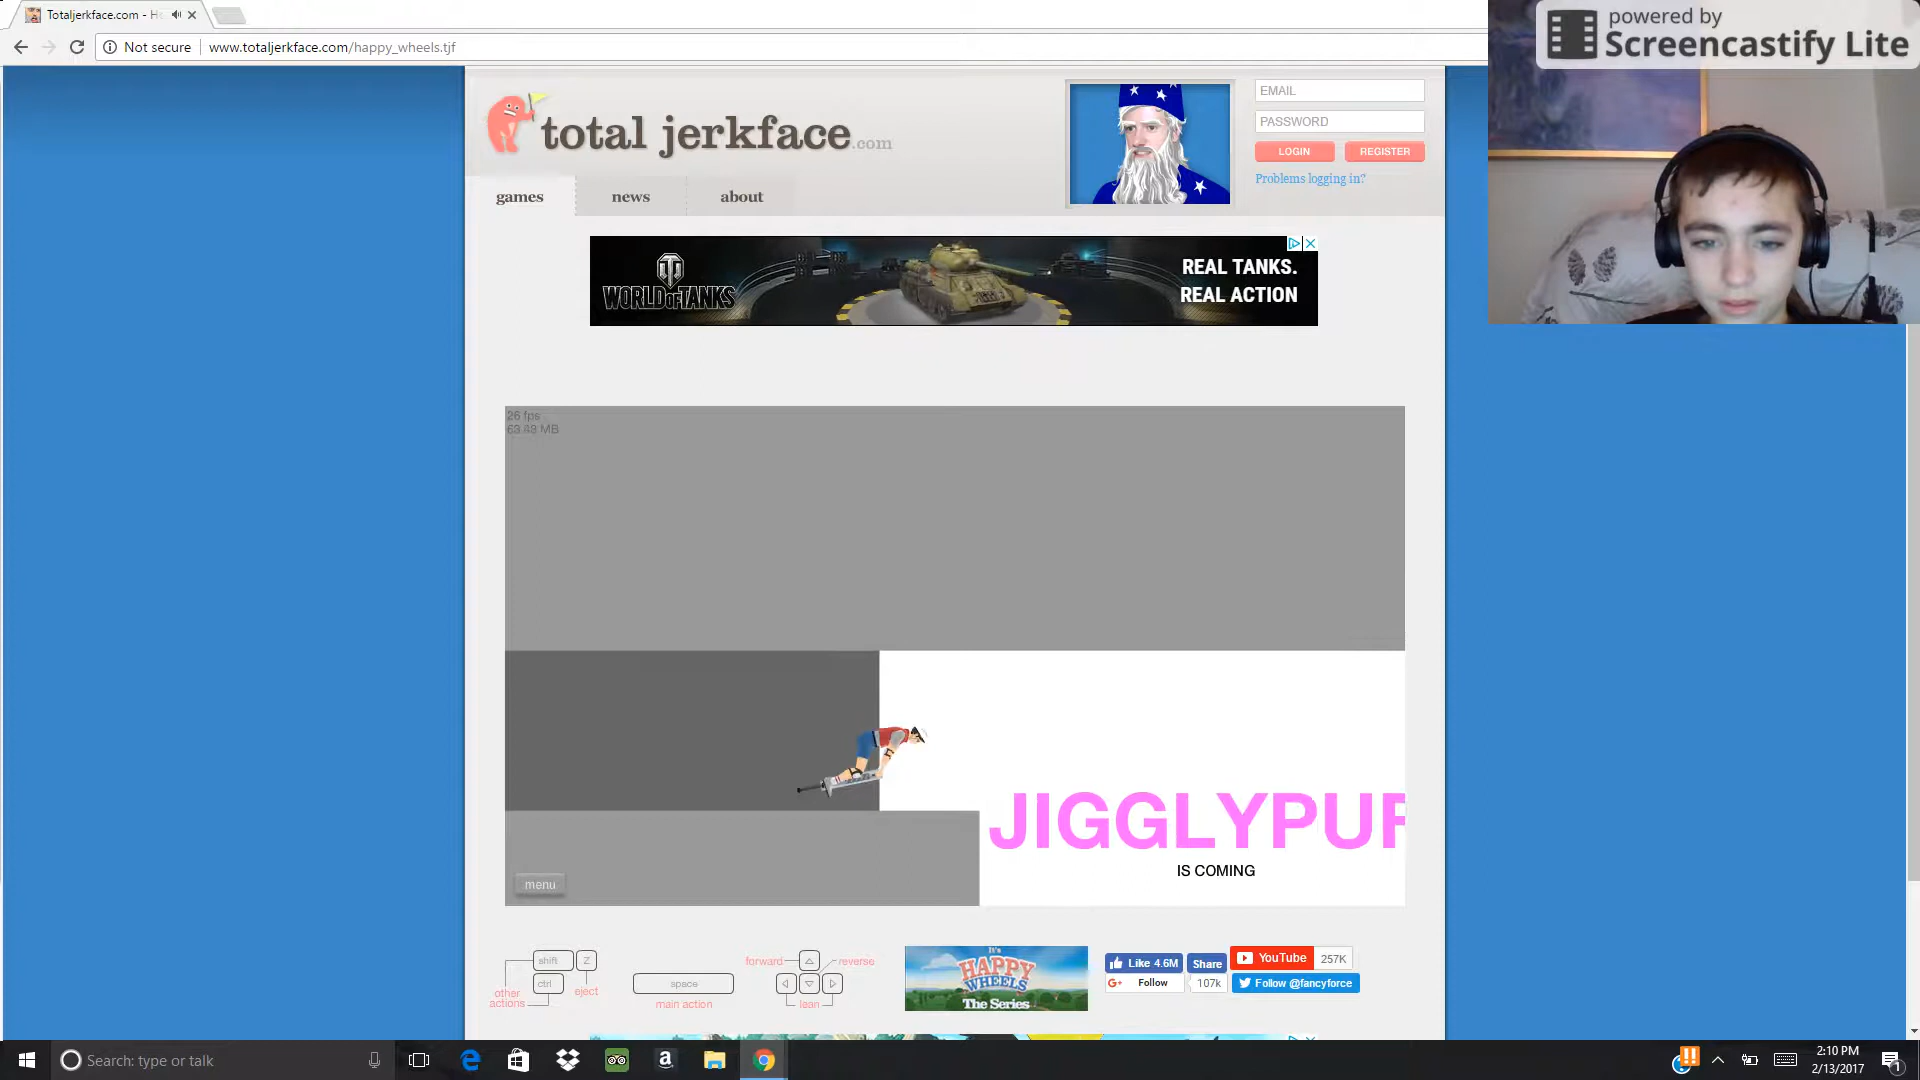 Totaljerkface.com - H
powered by
Screencastify Lite
Not secure
www.totaljerkface.com/happy_wheels.tjf
total jerkface.com
EMAIL
PASSWORD
LOGIN
REGISTER
Problems logging in?
games
news
about
WORLD OF TANKS
REAL TANKS.
REAL ACTION
26 fps
63.43 MB
JIGGLYPUF
IS COMING
menu
shift
Z
ctrl
other
actions
eject
space
main action
forward
reverse
lean
It's
HAPPY
WHEELS
The Series
Like 4.6M
Share
YouTube
257K
G+ Follow
107k
Follow @fancyforce
Search: type or talk
a
2:10 PM
2/13/2017
1